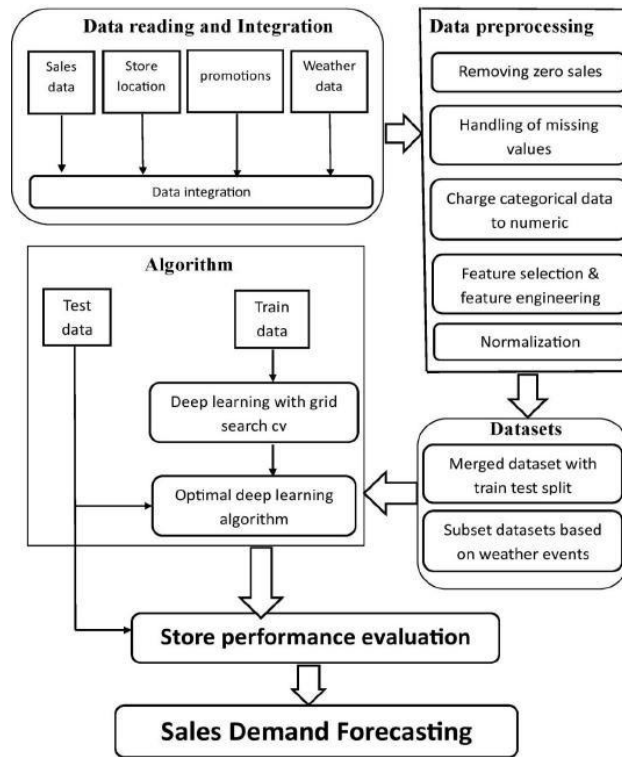 Data reading and Integration
Sales
data
Store
location
promotions
Weather
data
Data integration
Data preprocessing
Removing zero sales
Handling of missing
values
Charge categorical data
to numeric
Feature selection &
feature engineering
Normalization
Datasets
Merged dataset with
train test split
Subset datasets based
on weather events
Algorithm
Test
data
Train
data
Deep learning with grid
search cv
Optimal deep learning
algorithm
Store performance evaluation
Sales Demand Forecasting